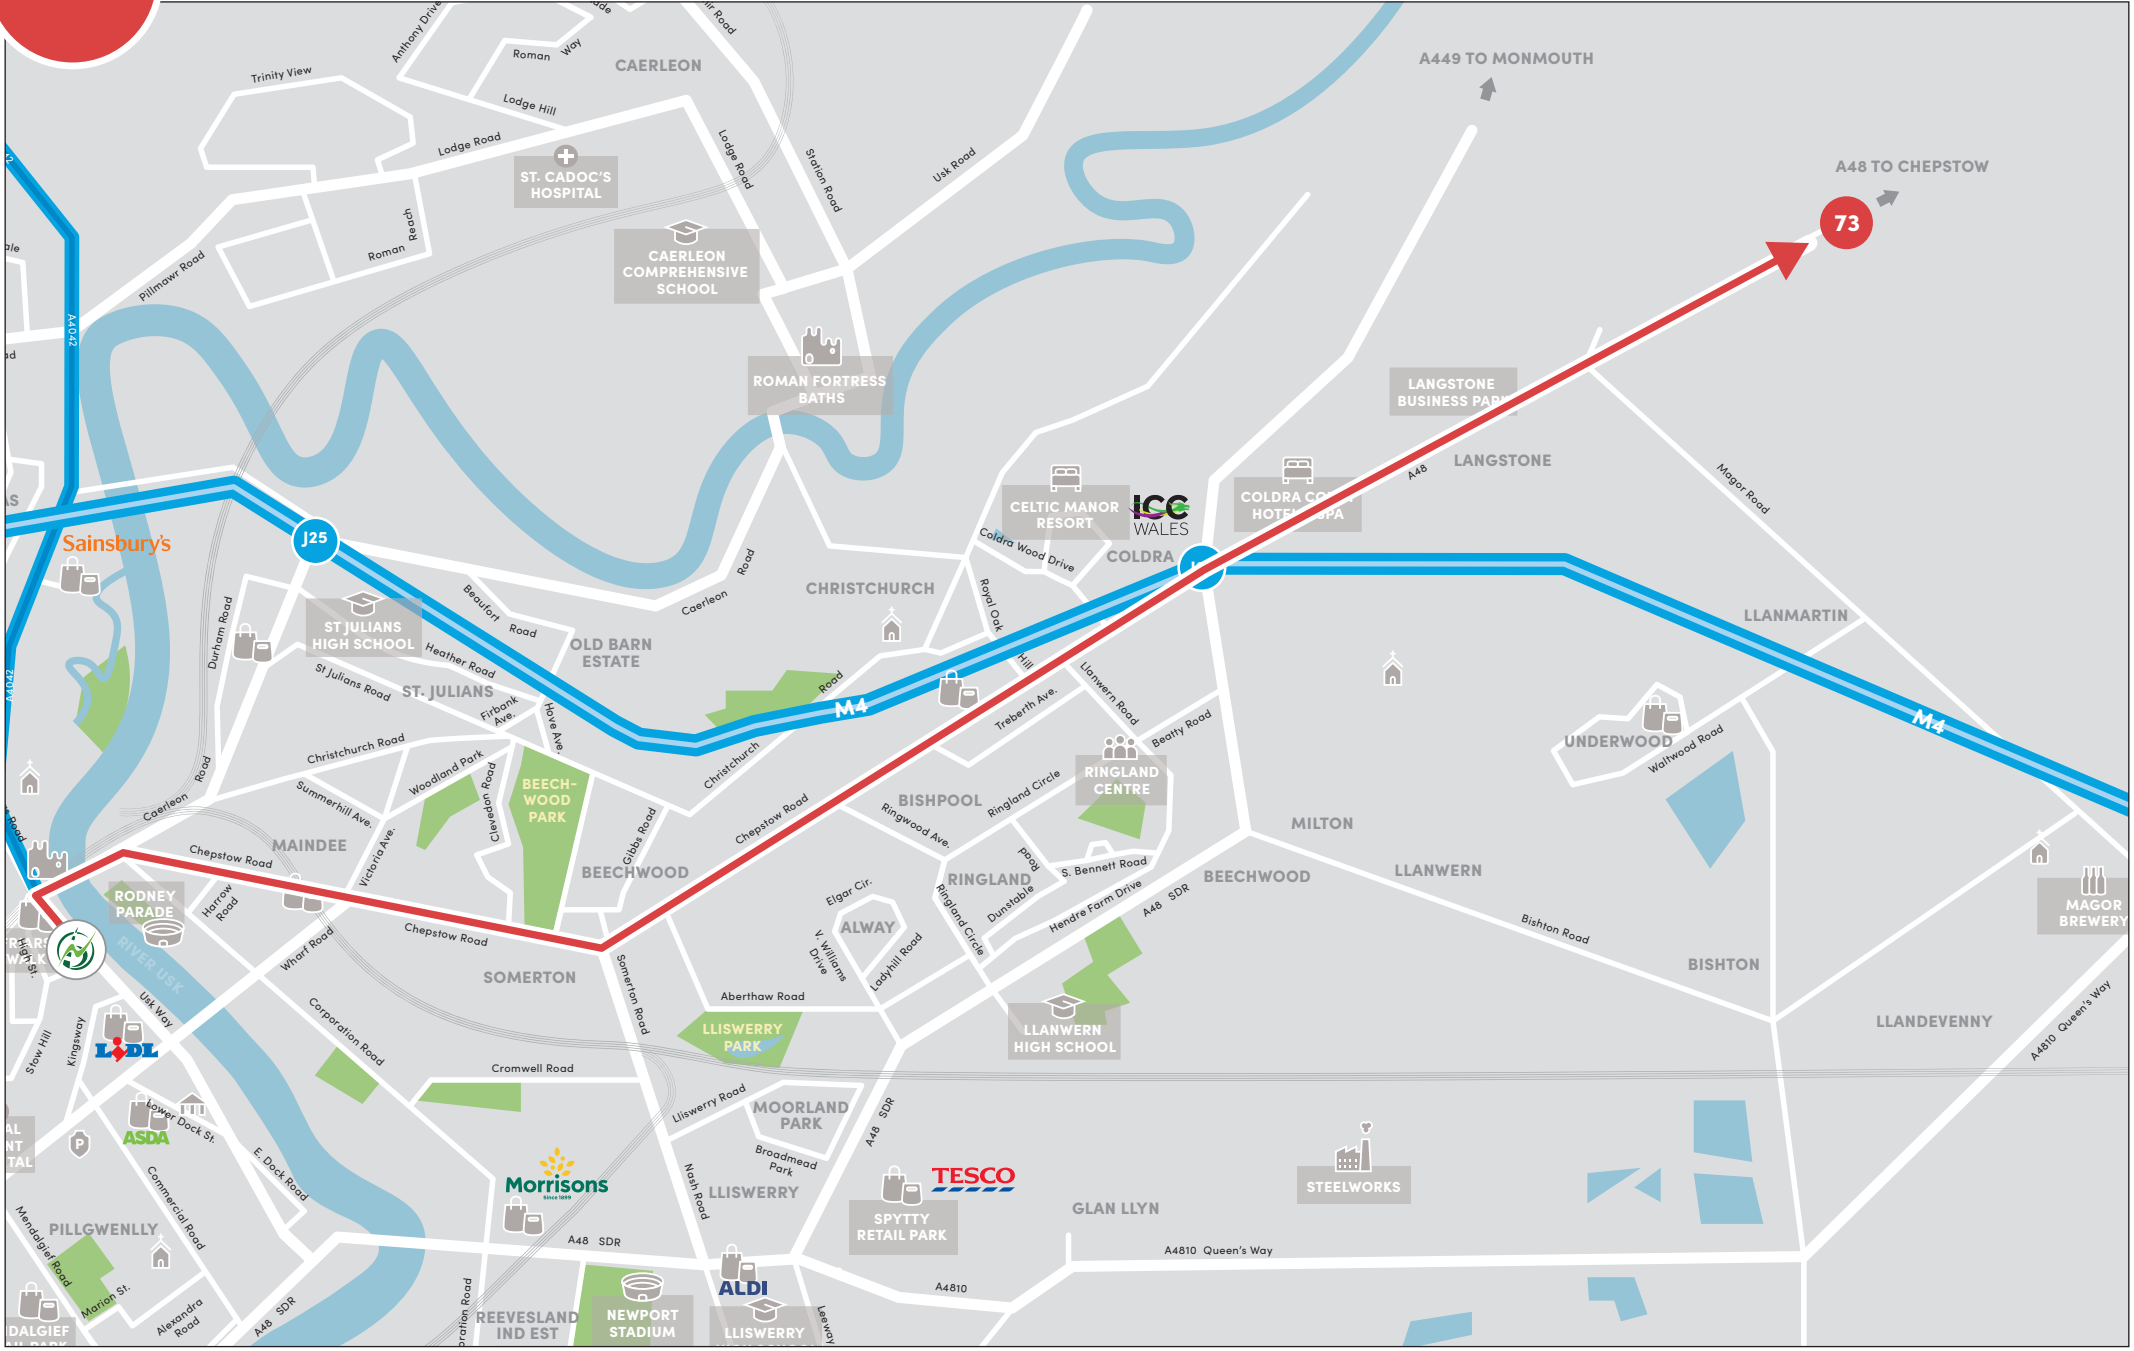 Anthony Drive
Roman
Way
CAERLEON
Trinity View
Lodge Hill
Lodge Road
Lodge Road
Station Road
Usk Road
A449 TO MONMOUTH
A48 TO CHEPSTOW
73
ST. CADOC'S
HOSPITAL
CAERLEON
COMPREHENSIVE
SCHOOL
Roman
Reach
Pillmawr Road
A4042
ROMAN FORTRESS
BATHS
LANGSTONE
BUSINESS PARK
LANGSTONE
A48
Magor Road
CELTIC MANOR
RESORT
ICC
WALES
COLDRA
Coldra Wood Drive
Sainsbury's
J25
Durham Road
ST JULIANS
HIGH SCHOOL
Beaufort
Road
Caerleon
Road
CHRISTCHURCH
Royal Oak
Hill
OLD BARN
ESTATE
Heather Road
St Julians Road
ST. JULIANS
Firbank
Ave.
Hove Ave.
Road
M4
Christchurch
Treberth Ave.
Llanwern Road
Beatty Road
LLANMARTIN
UNDERWOOD
Waltwood Road
M4
A4042
Christchurch Road
Woodland Park
Clevedon Road
Summerhill Ave.
Victoria Ave.
BEECH-
WOOD
PARK
Gibbs Road
BEECHWOOD
Chepstow Road
BISHPOOL
Ringwood Ave.
Ringland Circle
RINGLAND
CENTRE
MILTON
LLANWERN
BEECHWOOD
Caerleon
Road
Road
MAINDEE
Chepstow Road
Harrow
Road
RODNEY
PARADE
RIVER USK
High St.
Chepstow Road
Wharf Road
SOMERTON
Somerton Road
Elgar Cir.
ALWAY
V. Williams
Drive
Ladyhill Road
RINGLAND
Ringland Circle
Road
Dunstable
S. Bennett Road
Hendre Farm Drive
A48 SDR
Bishton Road
BISHTON
MAGOR
BREWERY
LLANDEVENNY
A4810 Queen's Way
Usk Way
Corporation Road
Aberthaw Road
LLISWERRY
PARK
LLANWERN
HIGH SCHOOL
Stow Hill
Kingsway
LIDL
Cromwell Road
Lliswerry Road
MOORLAND
PARK
Broadmead
Park
A48 SDR
Lower Dock St.
ASDA
P
E. Dock Road
Commercial Road
Morrisons
Since 1899
Nash Road
LLISWERRY
TESCO
SPYTTY
RETAIL PARK
STEELWORKS
GLAN LLYN
A4810 Queen's Way
PILLGWENLLY
Mendalgief Road
Marion St.
Alexandra
Road
A48 SDR
A48 SDR
REEVESLAND
IND EST
NEWPORT
STADIUM
ALDI
LLISWERRY
Leeway
A4810